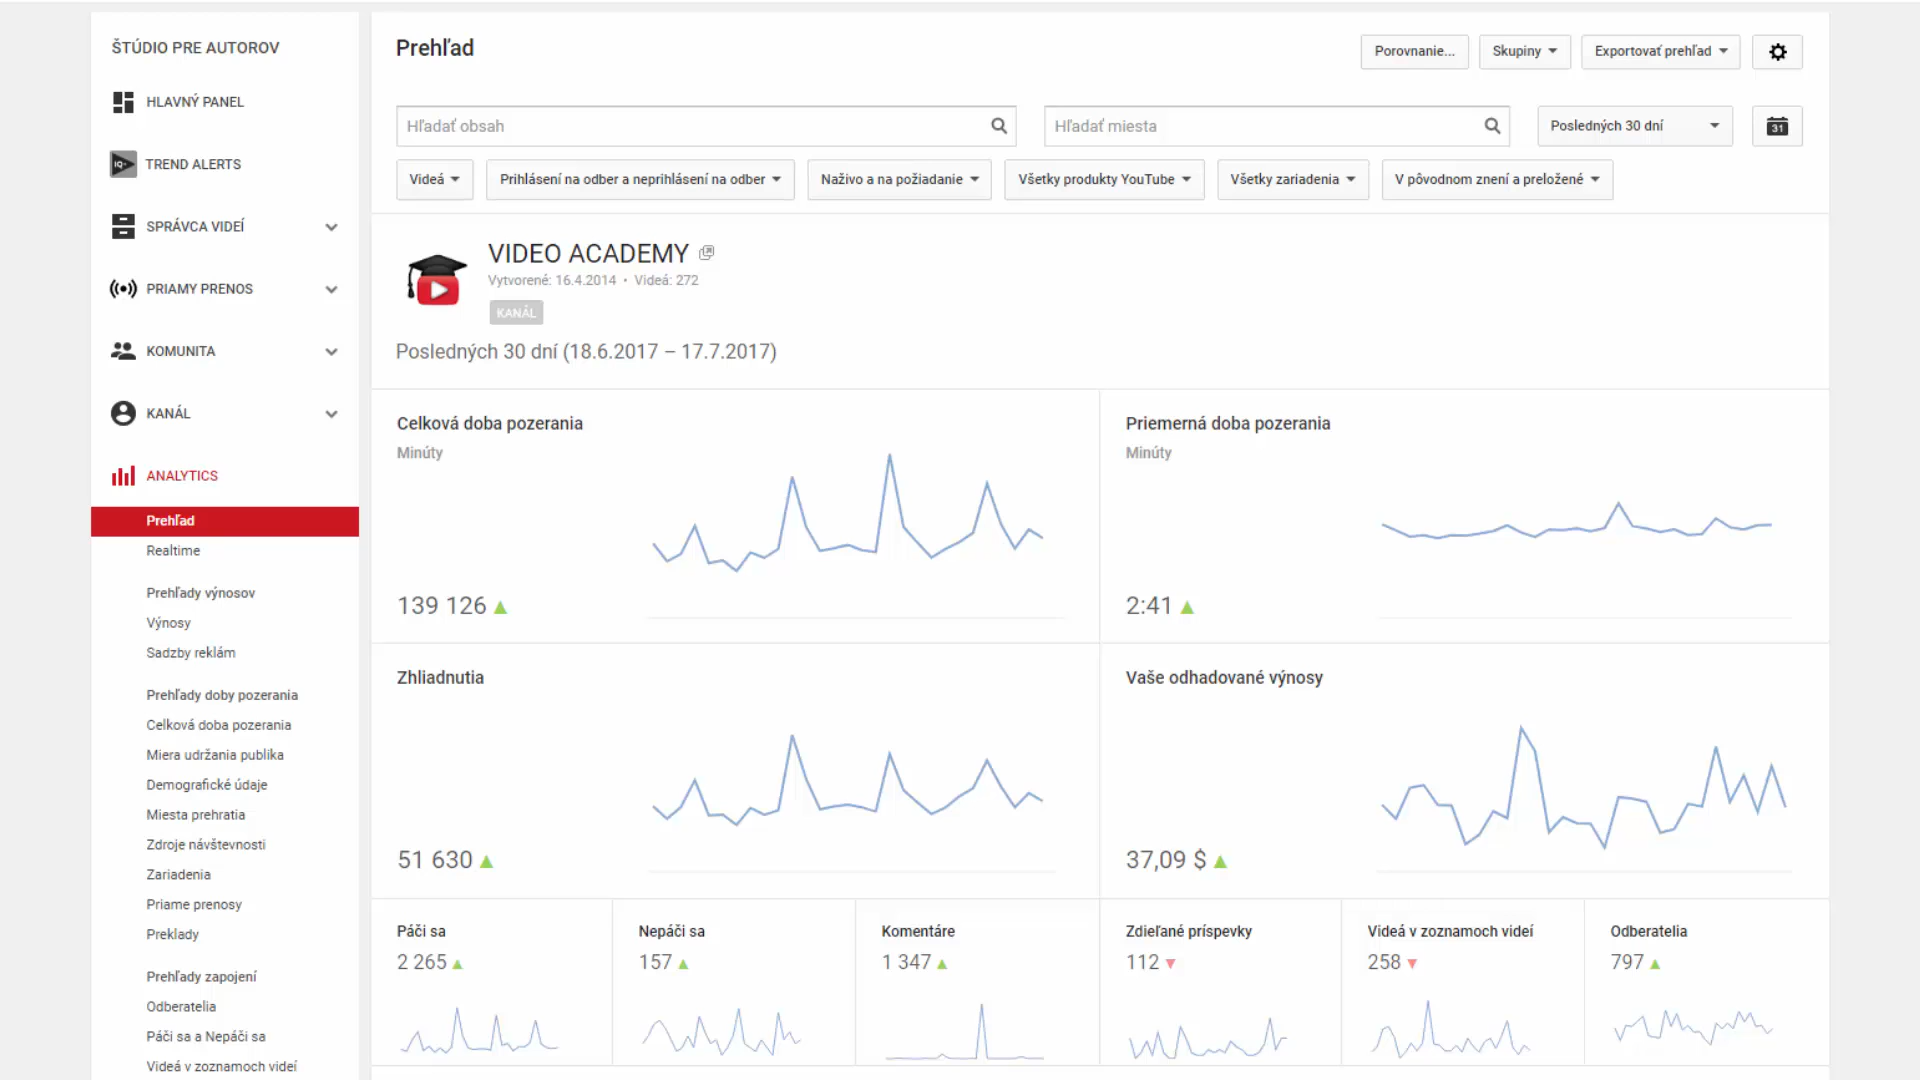 ŠTÚDIO PRE AUTOROV
HLAVNÝ PANEL
IQ
TREND ALERTS
SPRÁVCA VIDEÍ
PRIAMY PRENOS
KOMUNITA
KANÁL
ANALYTICS
Prehľad
Realtime
Prehľady výnosov
Výnosy
Sadzby reklám
Prehľady doby pozerania
Celková doba pozerania
Miera udržania publika
Demografické údaje
Miesta prehratia
Zdroje návštevnosti
Zariadenia
Priame prenosy
Preklady
Prehľady zapojení
Odberatelia
Páči sa a Nepáči sa
Videá v zoznamoch videí
Prehľad
Porovnanie...
Skupiny
Exportovať prehľad
Hľadať obsah
Hľadať miesta
Posledných 30 dní
31
Videá
Prihlásení na odber a neprihlásení na odber
Naživo a na požiadanie
Všetky produkty YouTube
Všetky zariadenia
V pôvodnom znení a preložené
VIDEO ACADEMY
Vytvorené: 16.4.2014 • Videá: 272
KANÁL
Posledných 30 dní (18.6.2017 – 17.7.2017)
Celková doba pozerania
Minúty
139 126
Priemerná doba pozerania
Minúty
2:41
Zhliadnutia
51 630
Vaše odhadované výnosy
37,09 $
Páči sa
2 265
Nepáči sa
157
Komentáre
1 347
Zdieľané príspevky
112
Videá v zoznamoch videí
258
Odberatelia
797